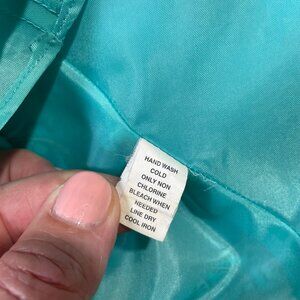 HAND WASH
COLD
ONLY NON
CHLORINE
BLEACH WHEN
NEEDED
LINE DRY
COOL IRON